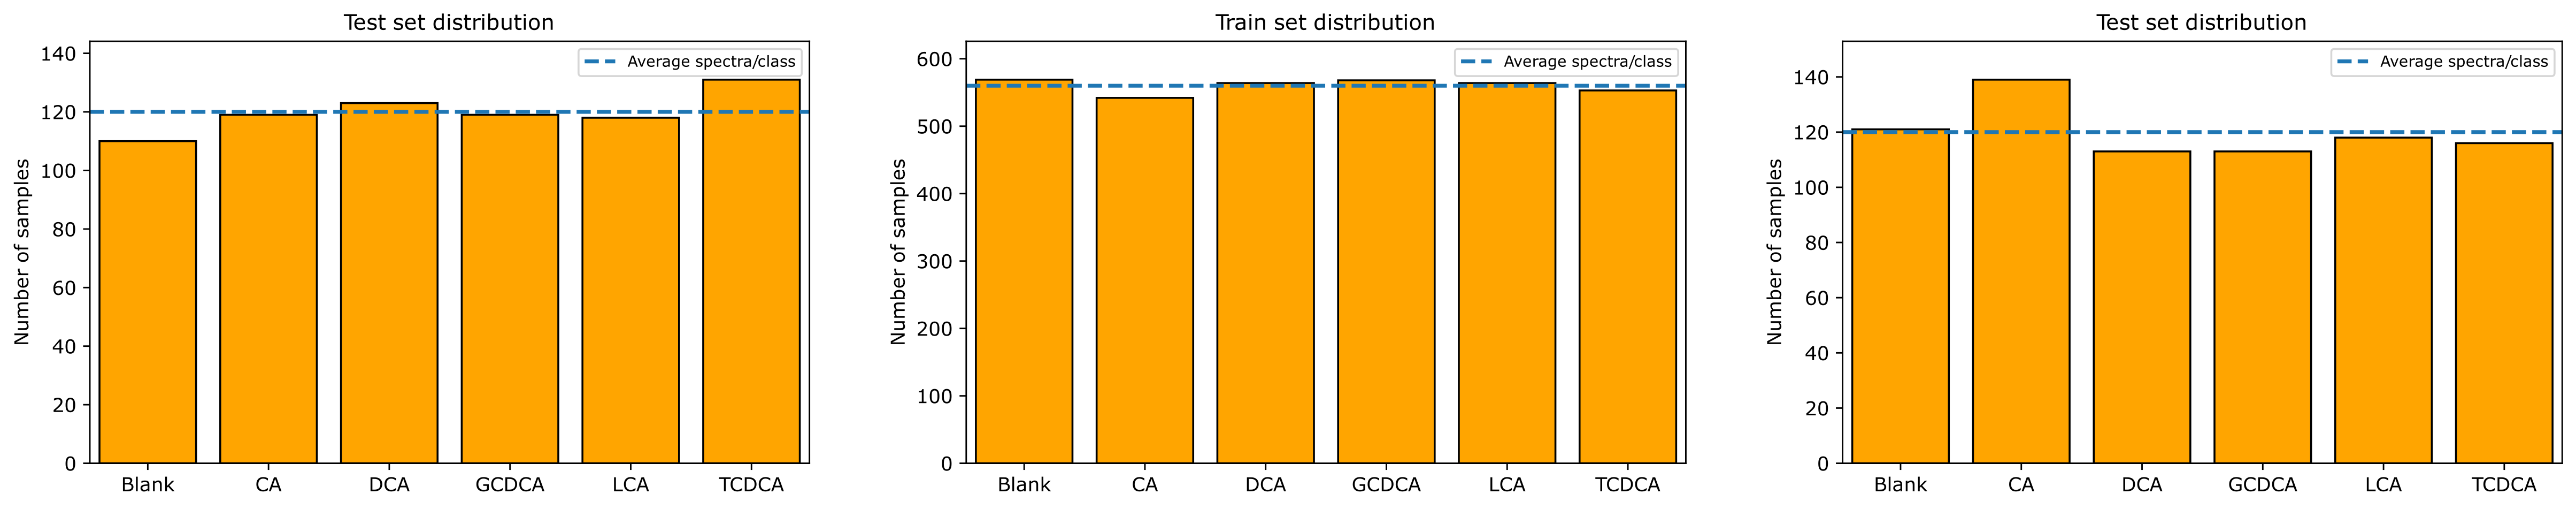 Test set distribution
Number of samples
140
120
100
80
60
40
20
0
Average spectra/class
Blank CA DCA GCDCA LCA TCDCA
Train set distribution
Number of samples
600
500
400
300
200
100
0
Average spectra/class
Blank CA DCA GCDCA LCA TCDCA
Test set distribution
Number of samples
140
120
100
80
60
40
20
0
Average spectra/class
Blank CA DCA GCDCA LCA TCDCA